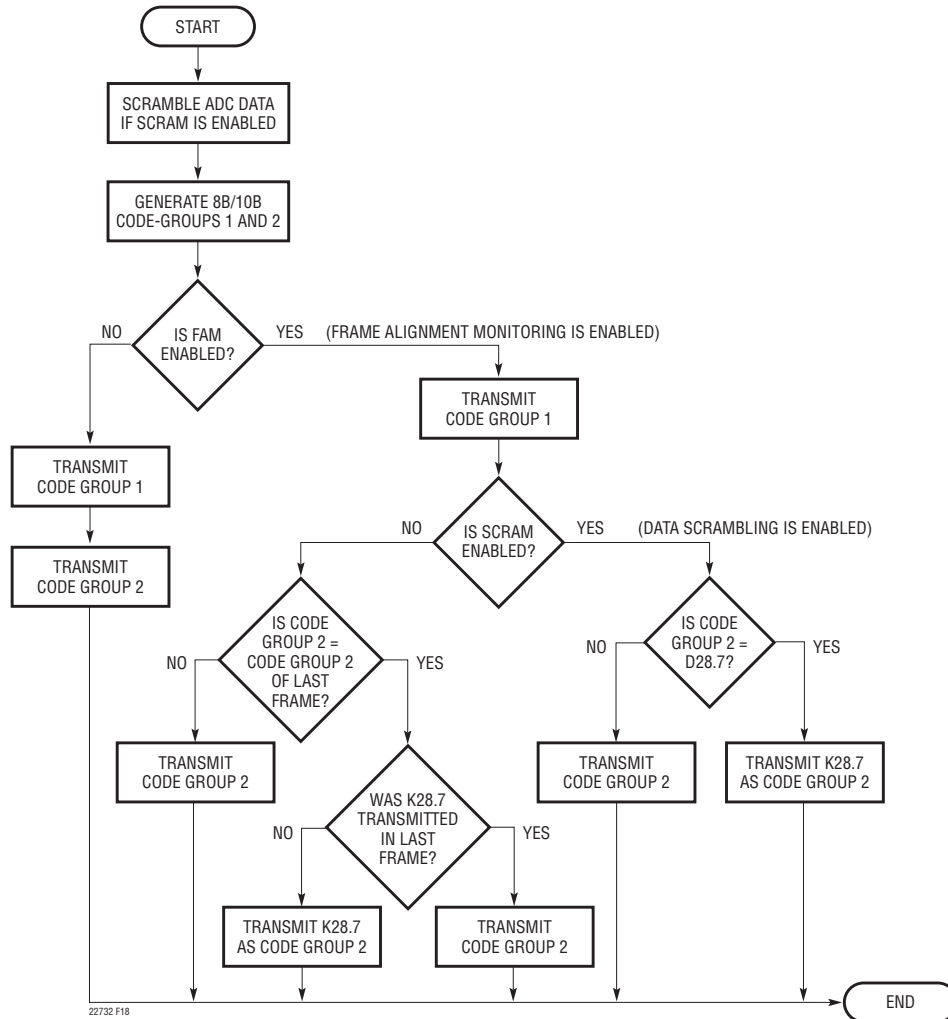 START
SCRAMBLE ADC DATA
IF SCRAM IS ENABLED
GENERATE 8B/10B
CODE-GROUPS 1 AND 2
IS FAM
ENABLED?
NO
YES
(FRAME ALIGNMENT MONITORING IS ENABLED)
TRANSMIT
CODE GROUP 1
TRANSMIT
CODE GROUP 2
TRANSMIT
CODE GROUP 1
IS SCRAM
ENABLED?
NO
YES
(DATA SCRAMBLING IS ENABLED)
IS CODE
GROUP 2 =
CODE GROUP 2
OF LAST
FRAME?
NO
YES
IS CODE
GROUP 2 =
D28.7?
NO
YES
TRANSMIT
CODE GROUP 2
WAS K28.7
TRANSMITTED
IN LAST
FRAME?
NO
YES
TRANSMIT
CODE GROUP 2
TRANSMIT K28.7
AS CODE GROUP 2
TRANSMIT K28.7
AS CODE GROUP 2
TRANSMIT
CODE GROUP 2
END
22732 F18